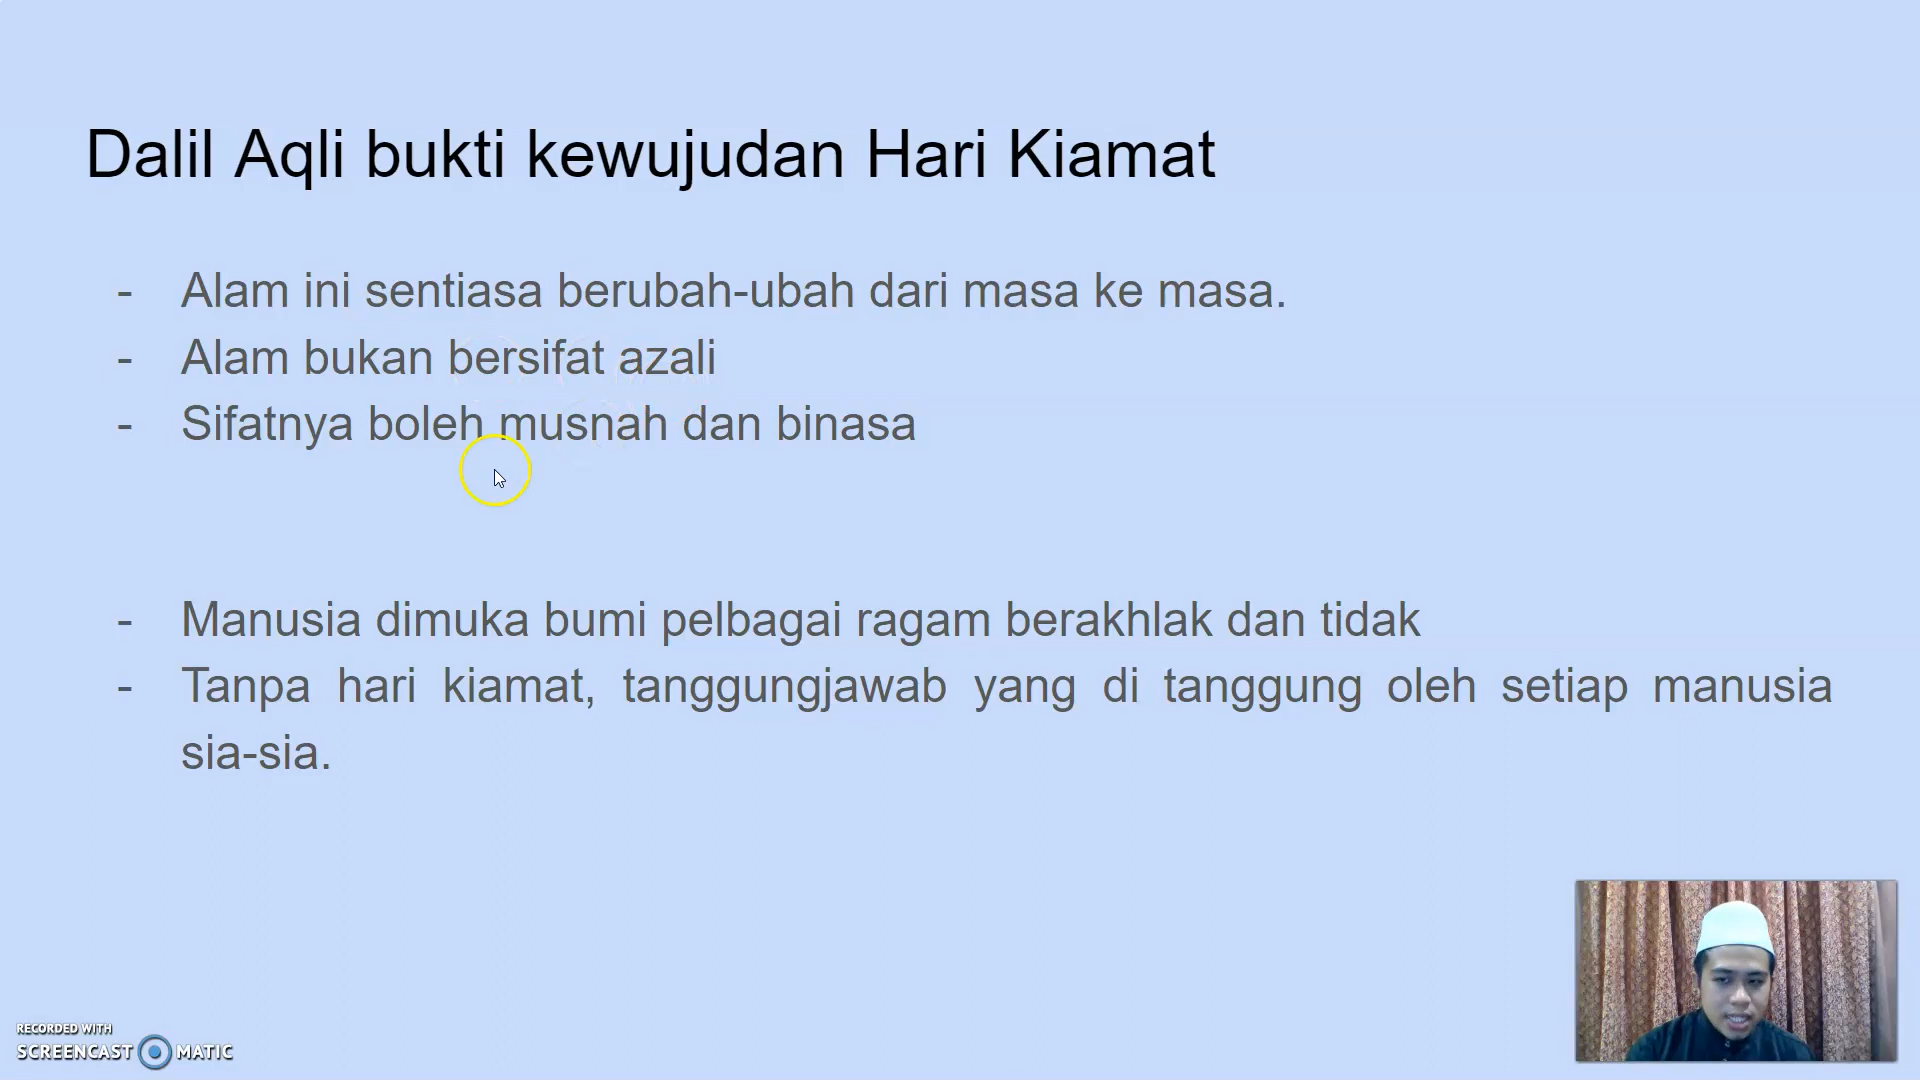 Dalil Aqli bukti kewujudan Hari Kiamat
- Alam ini sentiasa berubah-ubah dari masa ke masa.
- Alam bukan bersifat azali
- Sifatnya boleh musnah dan binasa
- Manusia dimuka bumi pelbagai ragam berakhlak dan tidak
- Tanpa hari kiamat, tanggungjawab yang di tanggung oleh setiap manusia
sia-sia.
RECORDED WITH
SCREENCAST MATIC